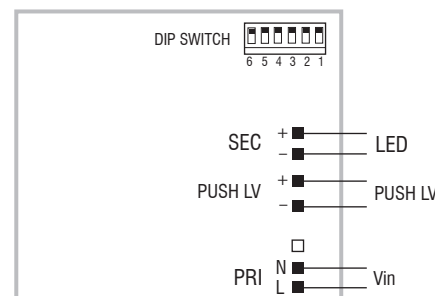 DIP SWITCH
6 5 4 3 2 1
SEC + LED
−
PUSH LV + PUSH LV
−
PRI N Vin
L